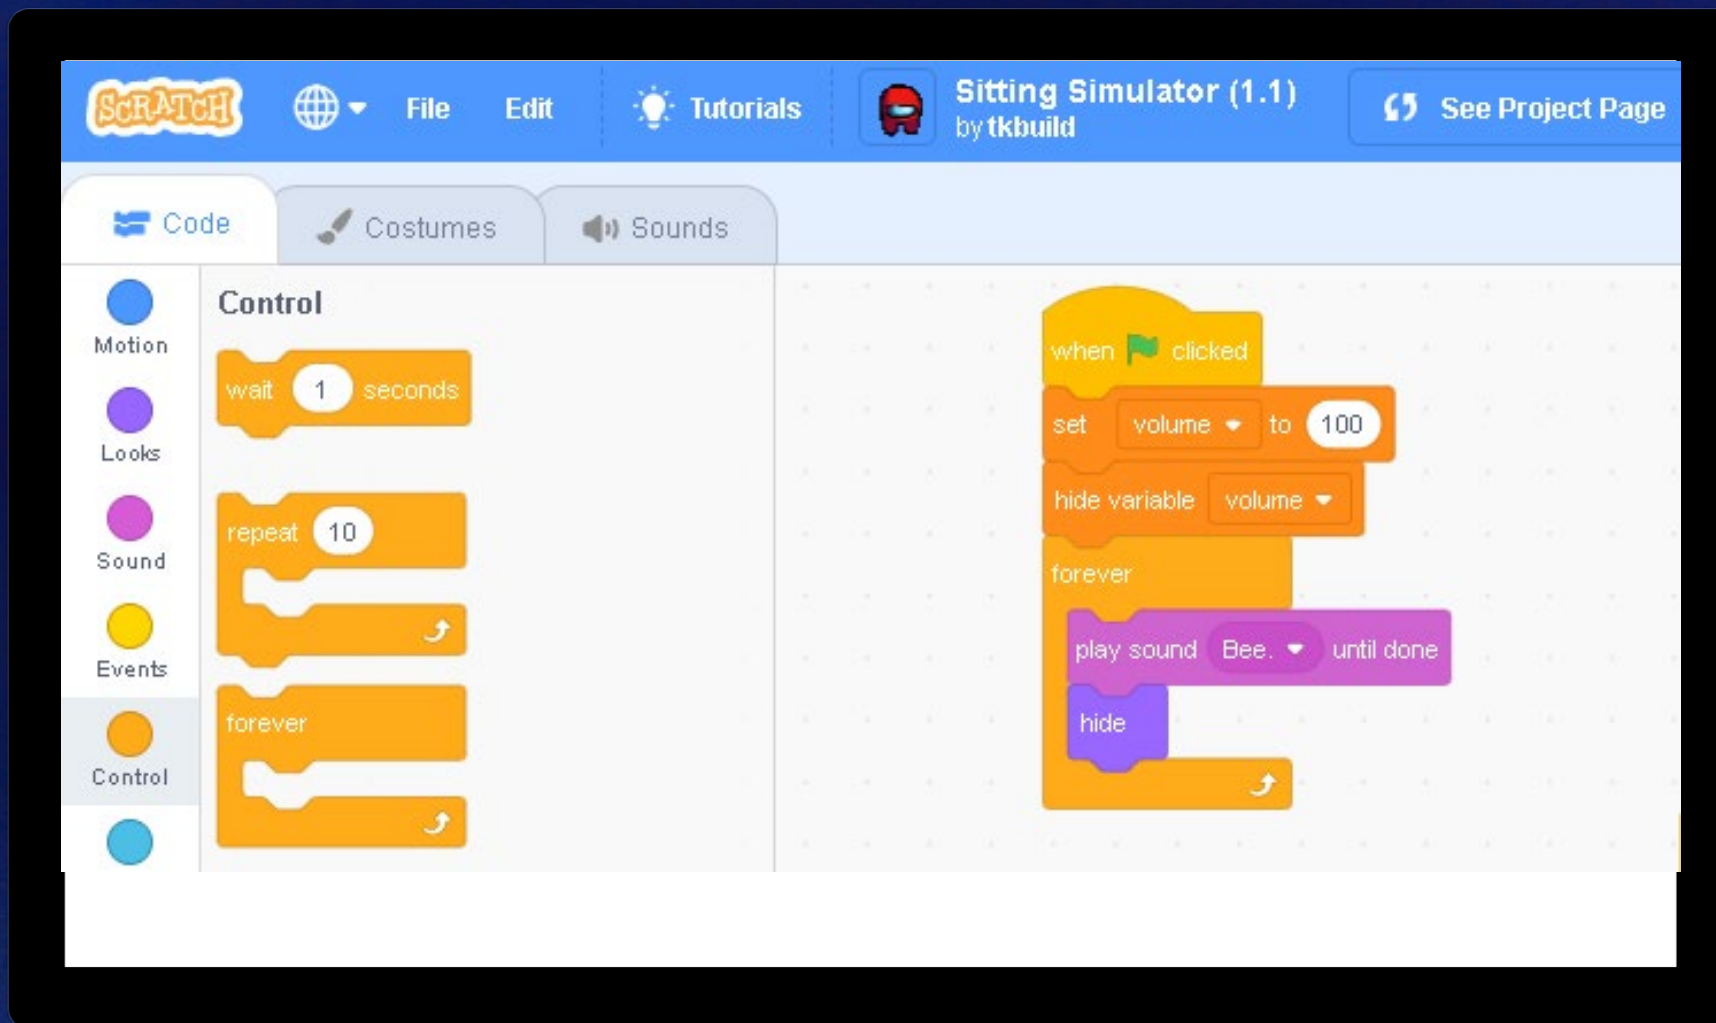 SCRATCH File Edit Tutorials Sitting Simulator (1.1) See Project Page
by tkbuild
Code Costumes Sounds
Motion
Looks
Sound
Events
Control
Control
wait 1 seconds
repeat 10
forever
when clicked
set volume to 100
hide variable volume
forever
play sound Bee. until done
hide